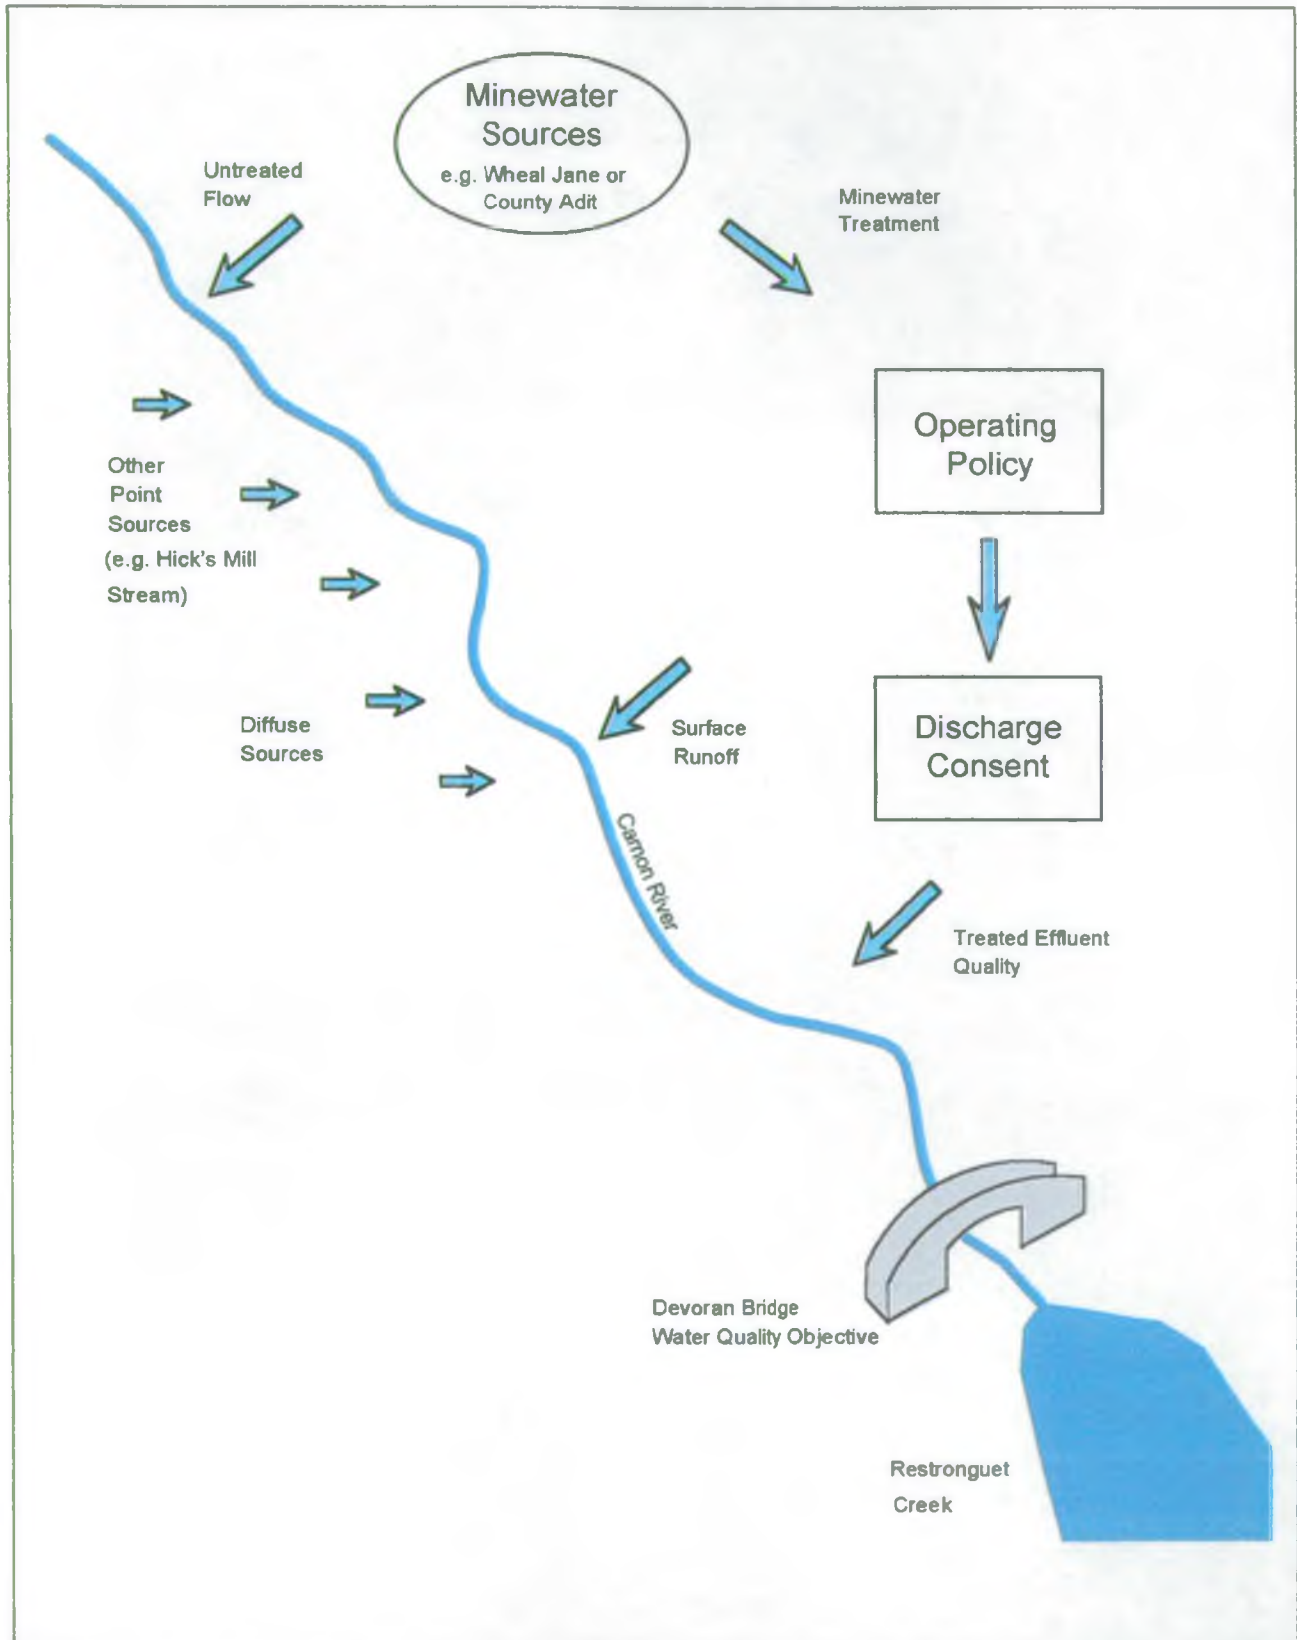 Minewater
Sources
e.g. Wheal Jane or
County Adit
Untreated
Flow
Minewater
Treatment
Operating
Policy
Other
Point
Sources
(e.g. Hick's Mill
Stream)
Discharge
Consent
Diffuse
Sources
Surface
Runoff
Carnon River
Treated Effluent
Quality
Devoran Bridge
Water Quality Objective
Restronguet
Creek